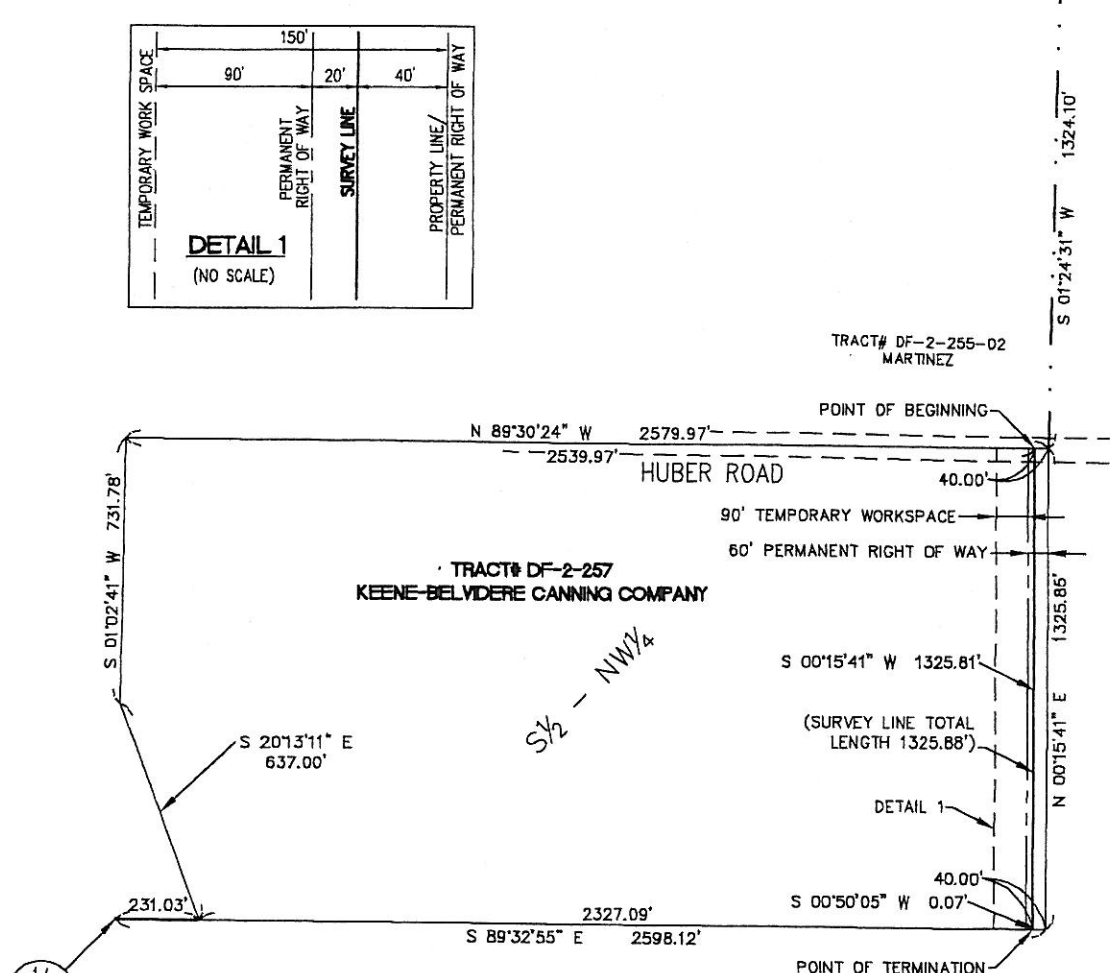 150'
90' 20' 40'
TEMPORARY WORK SPACE
PERMANENT
RIGHT OF WAY
SURVEY LINE
PROPERTY LINE/
PERMANENT RIGHT OF WAY
DETAIL 1
(NO SCALE)
S 01°24'31" W 1324.10'
TRACT# DF-2-255-02
MARTINEZ
POINT OF BEGINNING
N 89°30'24" W 2579.97'
2539.97'
HUBER ROAD
40.00'
90' TEMPORARY WORKSPACE
60' PERMANENT RIGHT OF WAY
S 01°02'41" W 731.78'
TRACT# DF-2-257
KEENE-BELVIDERE CANNING COMPANY
S½ - NW¼
S 00°15'41" W 1325.81'
(SURVEY LINE TOTAL
LENGTH 1325.88')
N 00°15'41" E 1325.85'
S 20°13'11" E
637.00'
DETAIL 1
40.00'
S 00°50'05" W 0.07'
231.03'
2327.09'
S 89°32'55" E 2598.12'
POINT OF TERMINATION